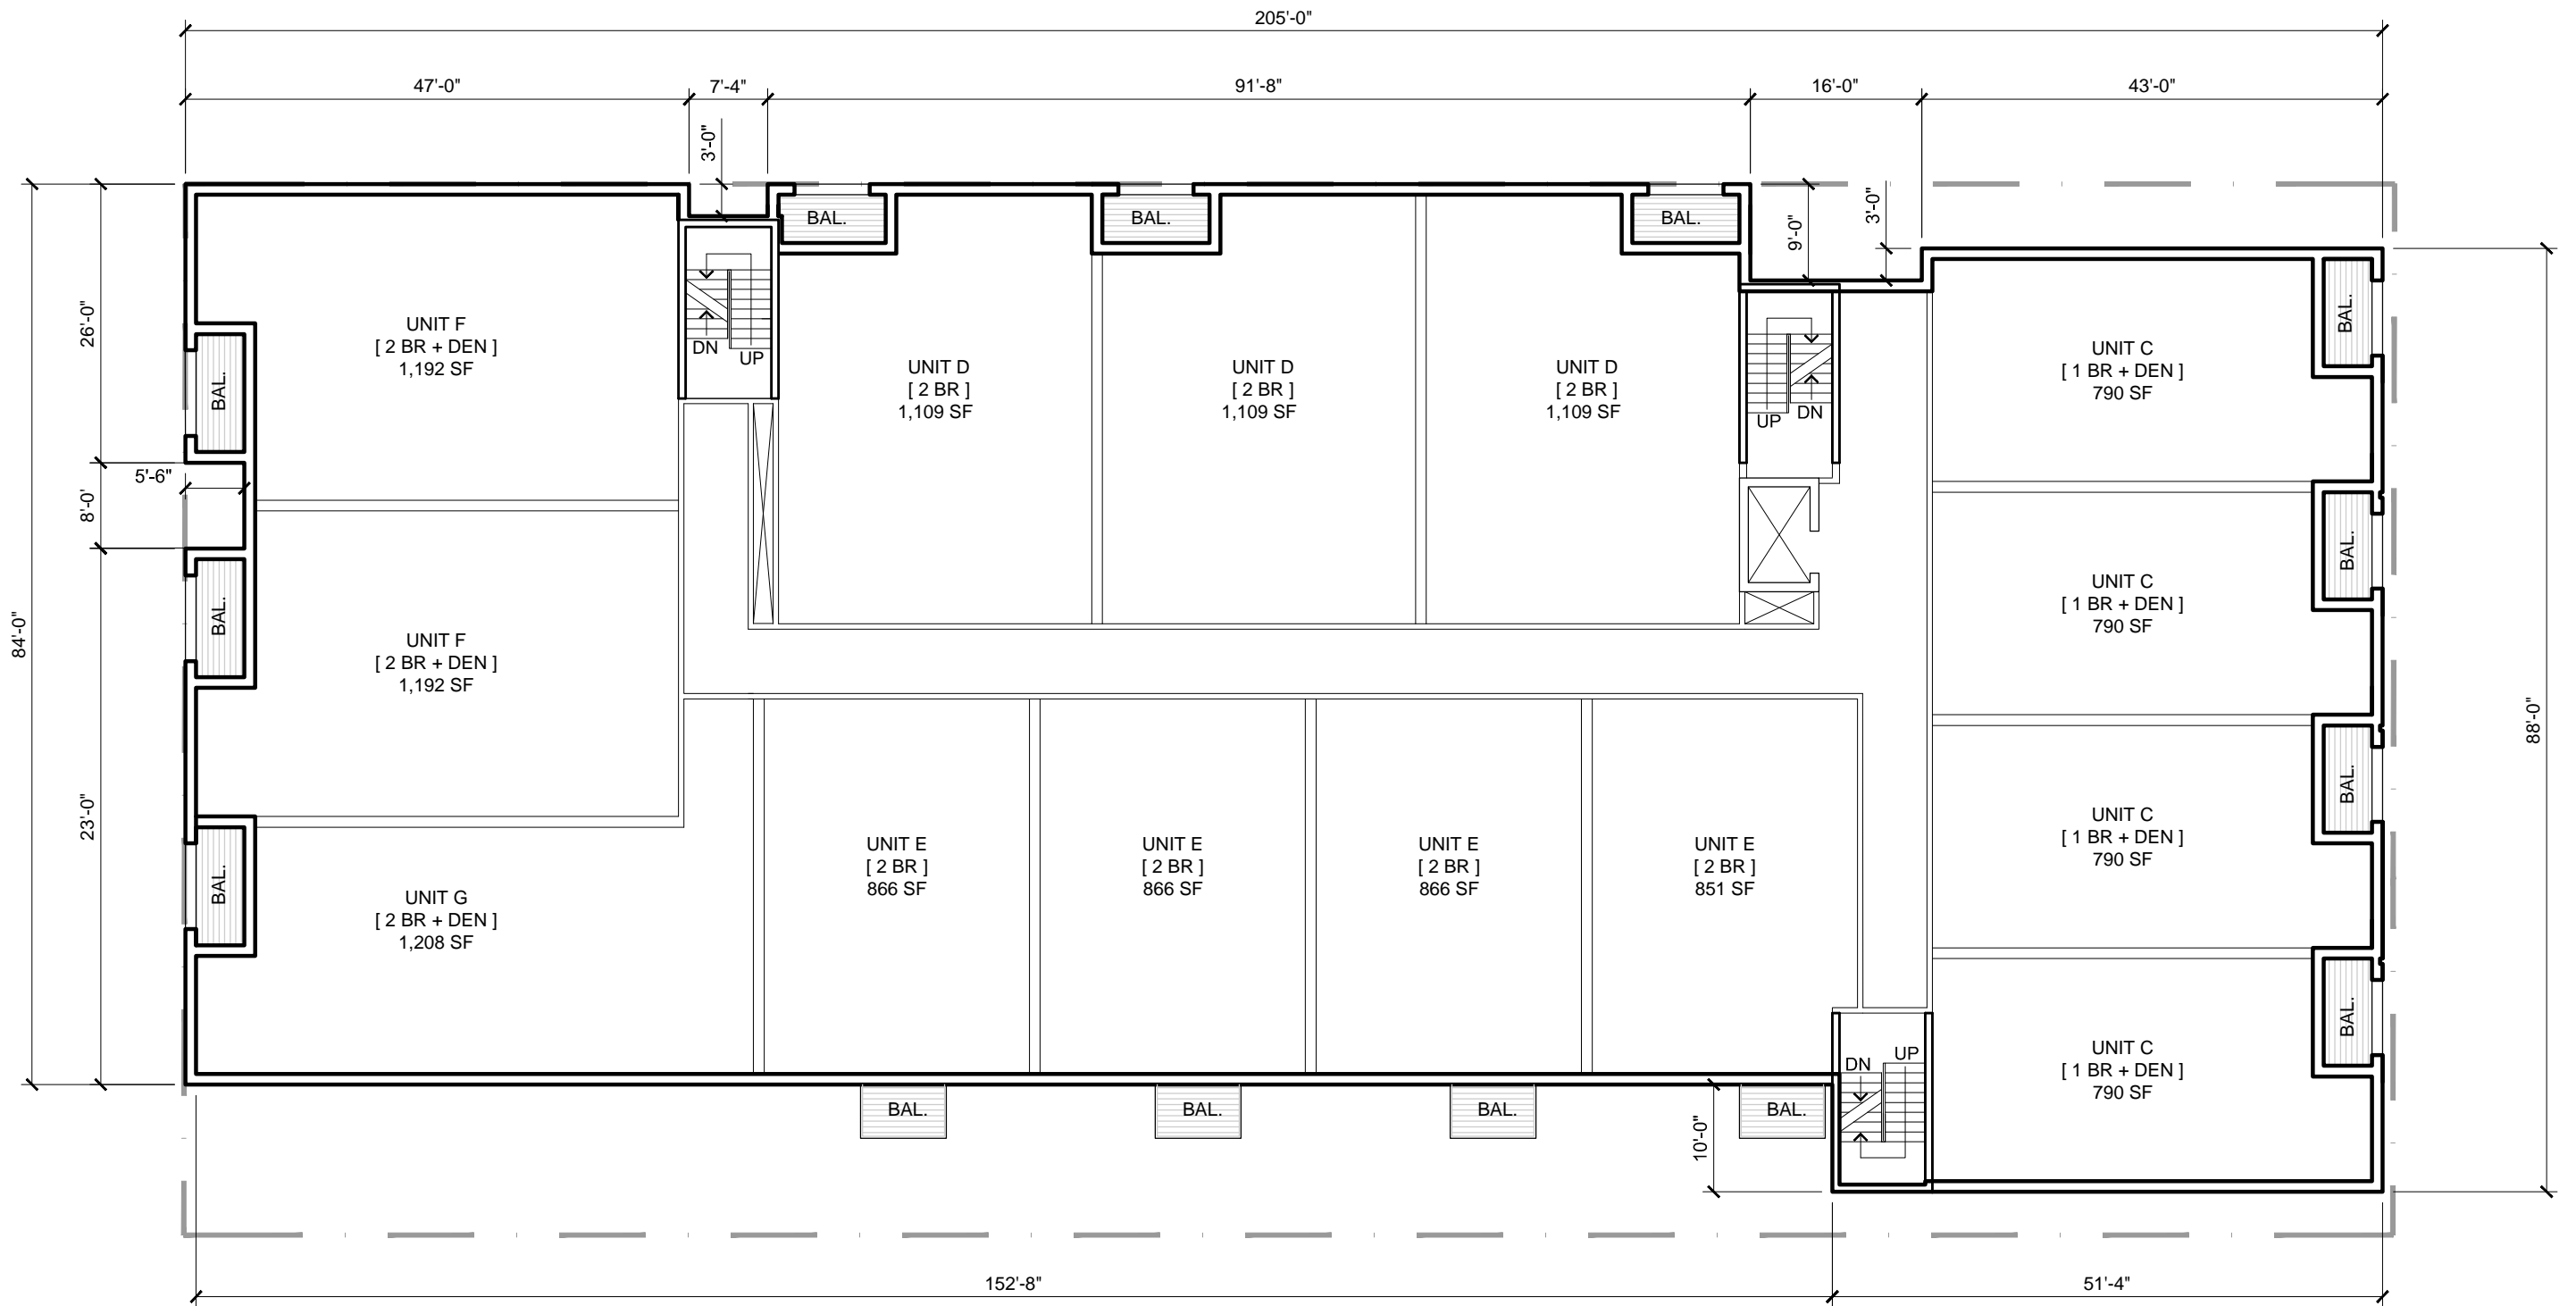 205'-0"
47'-0"
7'-4"
91'-8"
16'-0"
43'-0"
3'-0"
9'-0"
3'-0"
BAL.
BAL.
BAL.
BAL.
26'-0"
UNIT F
[ 2 BR + DEN ]
1,192 SF
DN
UP
UNIT D
[ 2 BR ]
1,109 SF
UNIT D
[ 2 BR ]
1,109 SF
UNIT D
[ 2 BR ]
1,109 SF
UP
DN
UNIT C
[ 1 BR + DEN ]
790 SF
BAL.
5'-6"
8'-0'
84'-0"
BAL.
UNIT F
[ 2 BR + DEN ]
1,192 SF
UNIT C
[ 1 BR + DEN ]
790 SF
BAL.
88'-0"
23'-0"
BAL.
UNIT G
[ 2 BR + DEN ]
1,208 SF
UNIT E
[ 2 BR ]
866 SF
UNIT E
[ 2 BR ]
866 SF
UNIT E
[ 2 BR ]
866 SF
UNIT E
[ 2 BR ]
851 SF
UNIT C
[ 1 BR + DEN ]
790 SF
BAL.
DN
UP
UNIT C
[ 1 BR + DEN ]
790 SF
BAL.
BAL.
BAL.
BAL.
BAL.
10'-0"
152'-8"
51'-4"